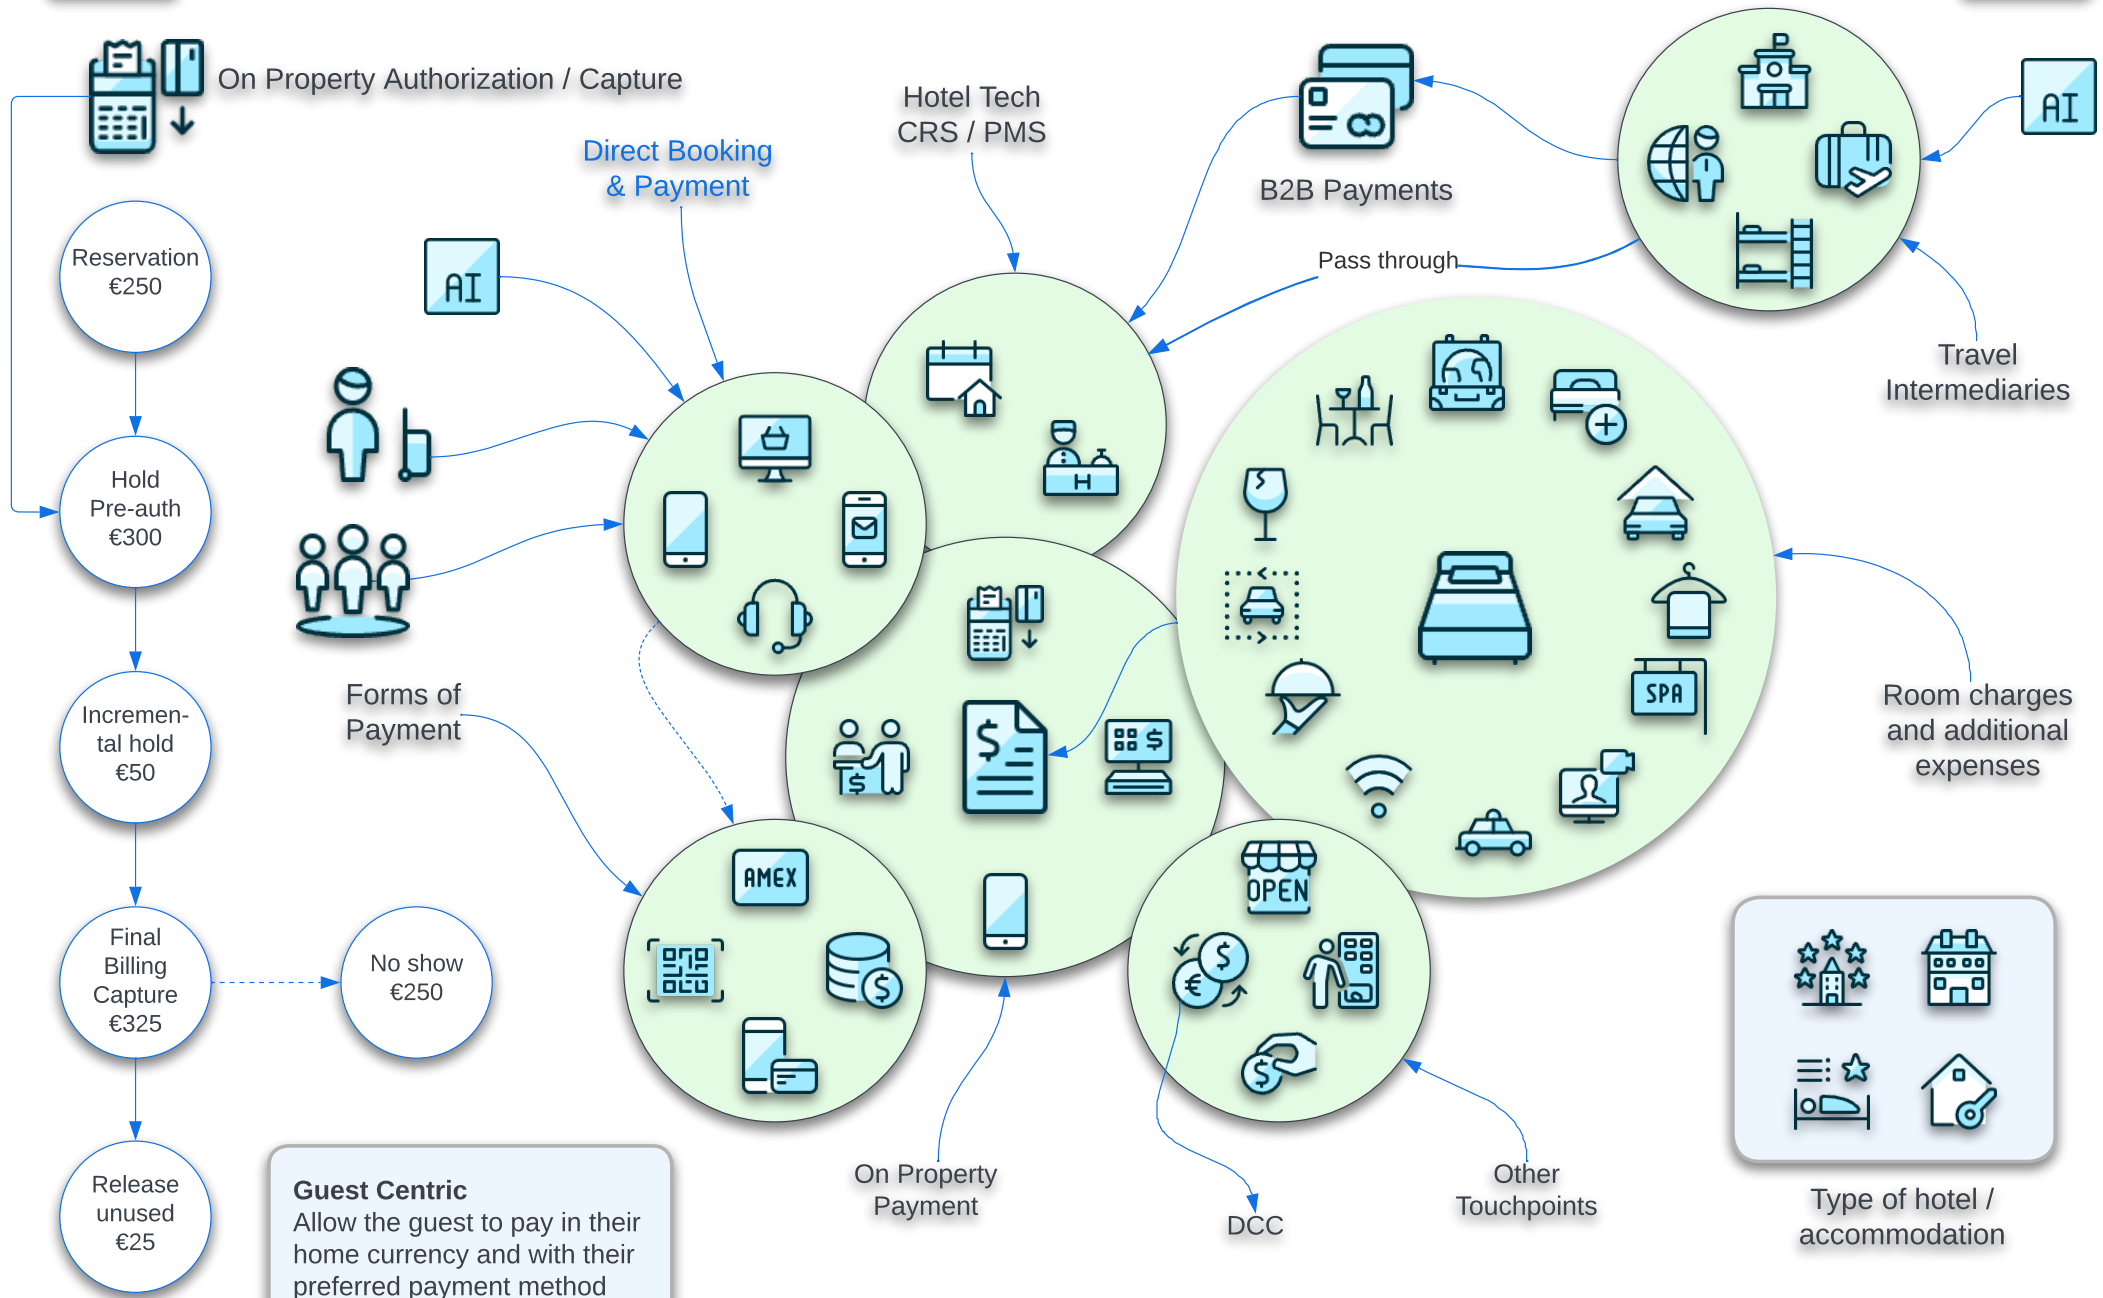 On Property Authorization / Capture
Reservation
€250
Hold
Pre-auth
€300
Incremen-
tal hold
€50
Final
Billing
Capture
€325
No show
€250
Release
unused
€25
Direct Booking
& Payment
AI
Hotel Tech
CRS / PMS
B2B Payments
Pass through
AI
Travel
Intermediaries
H
$
$
$
SPA
Room charges
and additional
expenses
Forms of
Payment
AMEX
$
OPEN
$
€
$
On Property
Payment
DCC
Other
Touchpoints
Type of hotel /
accommodation
Guest Centric
Allow the guest to pay in their
home currency and with their
preferred payment method